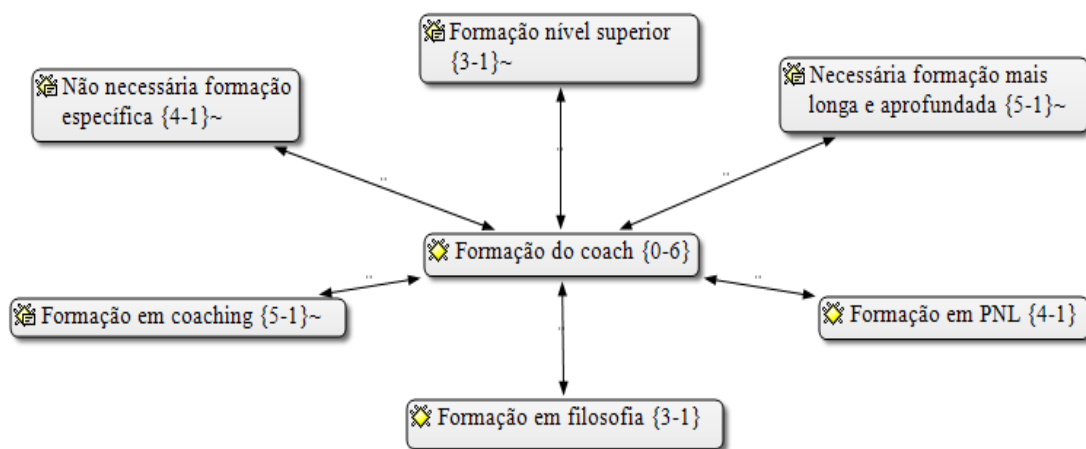 Formação nível superior
{3-1}~
Não necessária formação
específica {4-1}~
Necessária formação mais
longa e aprofundada {5-1}~
Formação do coach {0-6}
Formação em coaching {5-1}~
Formação em PNL {4-1}
Formação em filosofia {3-1}